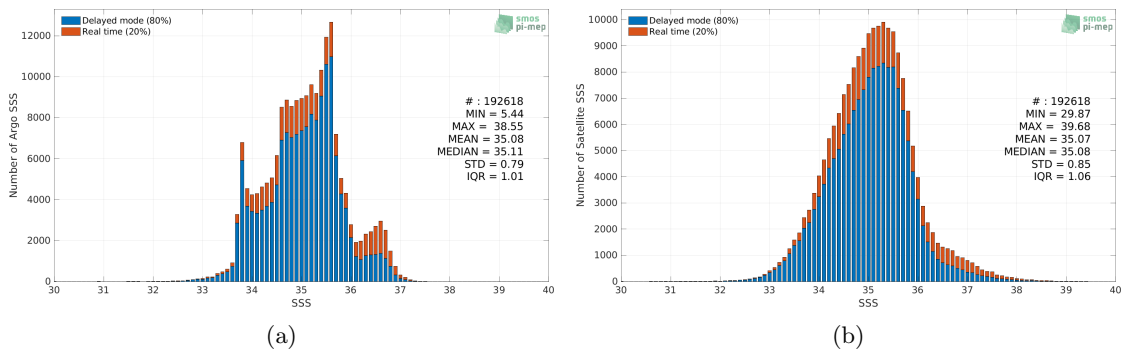 Delayed mode (80%)
Real time (20%)
smos
pi-mep
12000
10000
8000
6000
4000
2000
0
Number of Argo SSS
# : 192618
MIN = 5.44
MAX = 38.55
MEAN = 35.08
MEDIAN = 35.11
STD = 0.79
IQR = 1.01
30 31 32 33 34 35 36 37 38 39 40
SSS
(a)
Delayed mode (80%)
Real time (20%)
smos
pi-mep
10000
9000
8000
7000
6000
5000
4000
3000
2000
1000
0
Number of Satellite SSS
# : 192618
MIN = 29.87
MAX = 39.68
MEAN = 35.07
MEDIAN = 35.08
STD = 0.85
IQR = 1.06
30 31 32 33 34 35 36 37 38 39 40
SSS
(b)